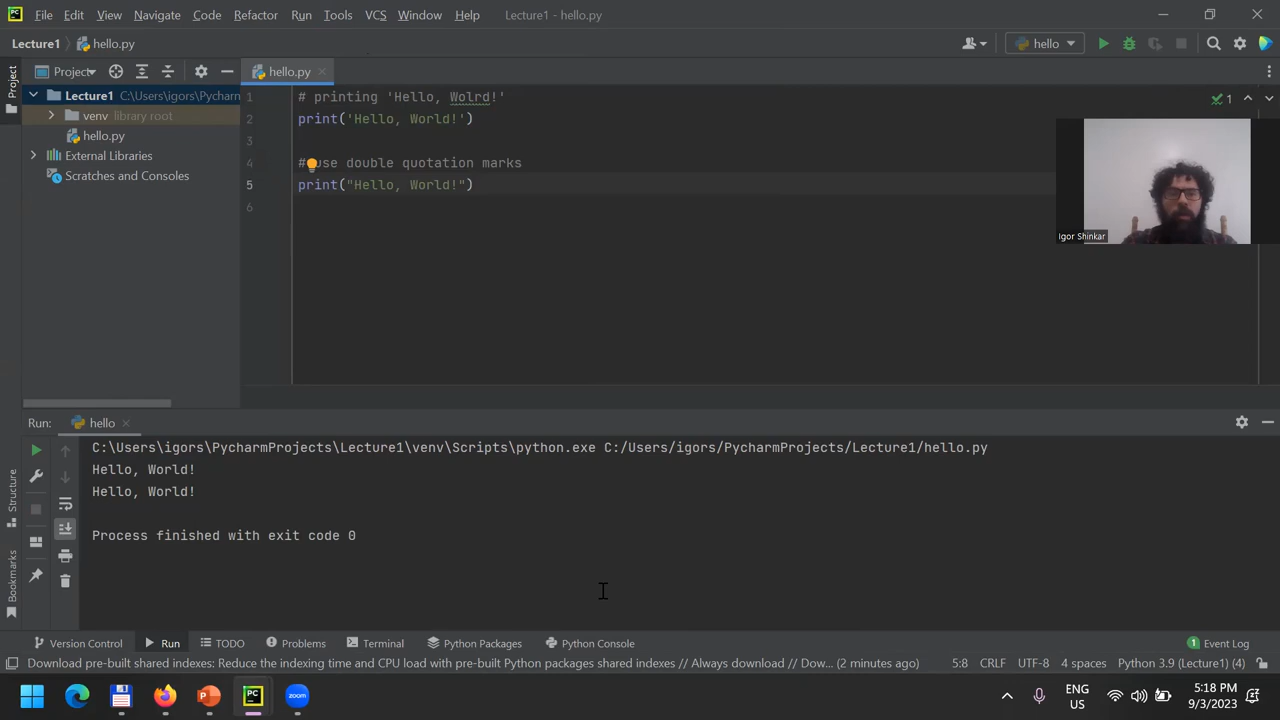 File Edit View Navigate Code Refactor Run Tools VCS Window Help Lecture1 - hello.py
Lecture1 hello.py hello
Project hello.py
Project
Lecture1 C:\Users\igors\Pycharm
venv library root
hello.py
External Libraries
Scratches and Consoles
1 # printing 'Hello, Wolrd!'
2 print('Hello, World!')
3
4 # use double quotation marks
5 print("Hello, World!")
6
1
Igor Shinkar
Run: hello
C:\Users\igors\PycharmProjects\Lecture1\venv\Scripts\python.exe C:/Users/igors/PycharmProjects/Lecture1/hello.py
Hello, World!
Hello, World!
Process finished with exit code 0
Structure
Bookmarks
Version Control Run TODO Problems Terminal Python Packages Python Console 1 Event Log
Download pre-built shared indexes: Reduce the indexing time and CPU load with pre-built Python packages shared indexes // Always download // Dow... (2 minutes ago) 5:8 CRLF UTF-8 4 spaces Python 3.9 (Lecture1) (4)
PC zoom ENG US 5:18 PM 9/3/2023